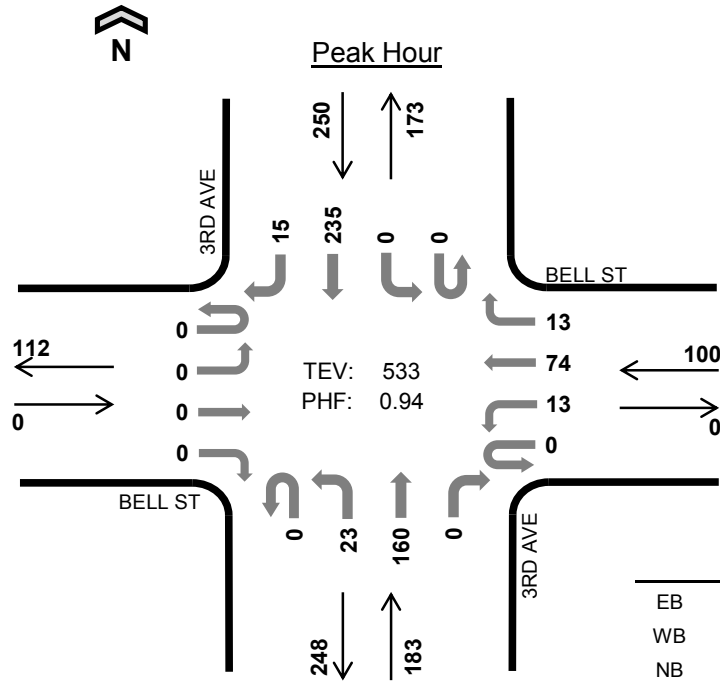 N
Peak Hour
250
173
3RD AVE
15
235
0
0
BELL ST
0
13
112
0
TEV: 533
74
100
0
0
PHF: 0.94
13
0
0
0
BELL ST
0
23
160
0
3RD AVE
248
183
EB
WB
NB